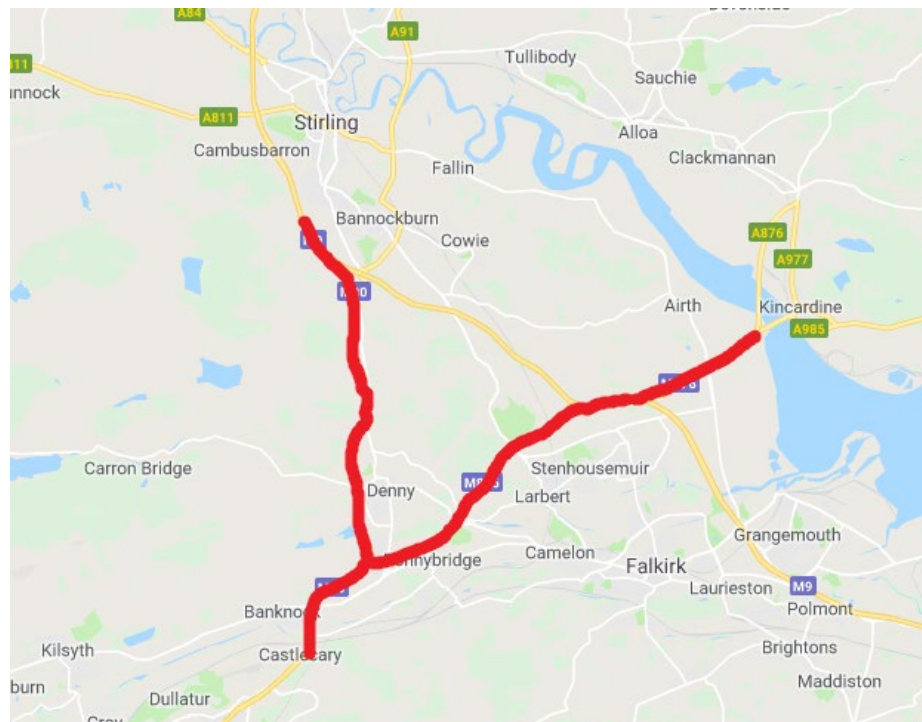 A84
A91
Tullibody
Sauchie
A811
Stirling
Alloa
Cambusbarron
Clackmannan
Fallin
Bannockburn
Cowie
A876
A977
Airth
Kincardine
A985
Carron Bridge
Stenhousemuir
Denny
Larbert
Grangemouth
Camelon
Falkirk
Laurieston
M9
Banknock
Polmont
Kilsyth
Castlecary
Brightons
Maddiston
Dullatur